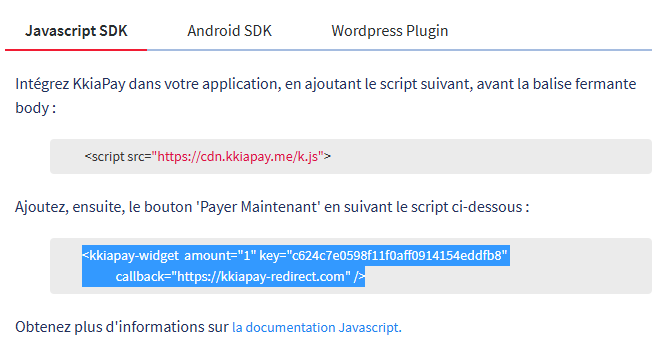 Javascript SDK Android SDK Wordpress Plugin
Intégrez KkiaPay dans votre application, en ajoutant le script suivant, avant la balise fermante
body :
<script src="https://cdn.kkiapay.me/k.js">
Ajoutez, ensuite, le bouton 'Payer Maintenant' en suivant le script ci-dessous :
<kkiapay-widget amount="1" key="c624c7e0598f11f0aff0914154eddfb8"
callback="https://kkiapay-redirect.com" />
Obtenez plus d'informations sur la documentation Javascript.